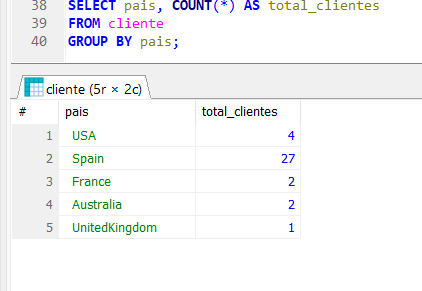 38 SELECT pais, COUNT(*) AS total_clientes
39 FROM cliente
40 GROUP BY pais;
cliente (5r × 2c)
# pais total_clientes
1 USA 4
2 Spain 27
3 France 2
4 Australia 2
5 UnitedKingdom 1